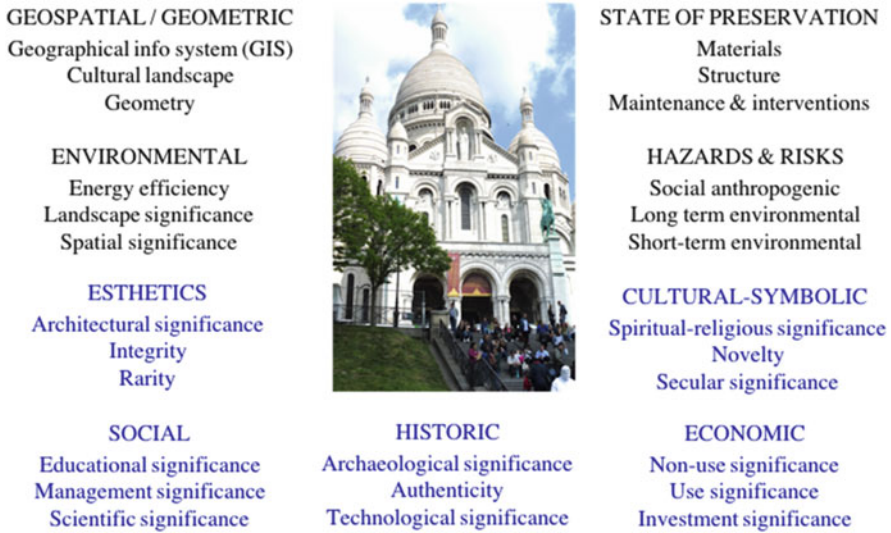 GEOSPATIAL / GEOMETRIC
Geographical info system (GIS)
Cultural landscape
Geometry
ENVIRONMENTAL
Energy efficiency
Landscape significance
Spatial significance
ESTHETICS
Architectural significance
Integrity
Rarity
SOCIAL
Educational significance
Management significance
Scientific significance
HISTORIC
Archaeological significance
Authenticity
Technological significance
STATE OF PRESERVATION
Materials
Structure
Maintenance & interventions
HAZARDS & RISKS
Social anthropogenic
Long term environmental
Short-term environmental
CULTURAL-SYMBOLIC
Spiritual-religious significance
Novelty
Secular significance
ECONOMIC
Non-use significance
Use significance
Investment significance